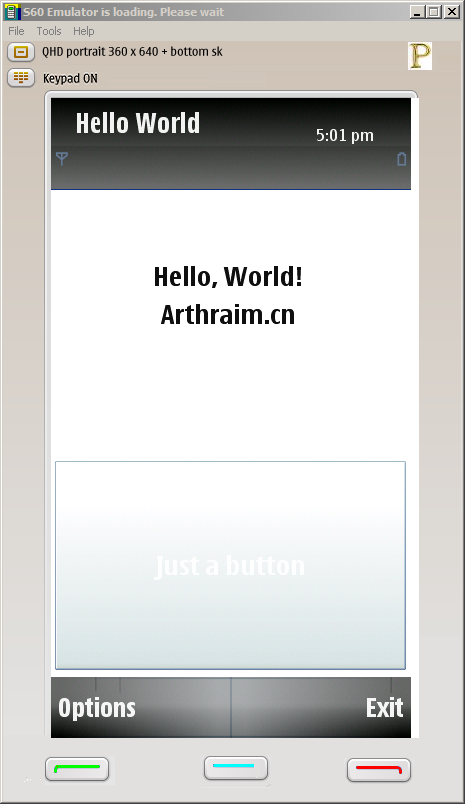 S60 Emulator is loading. Please wait
File Tools Help
QHD portrait 360 x 640 + bottom sk
P
Keypad ON
Hello World
5:01 pm
Hello, World!
Arthraim.cn
Just a button
Options Exit